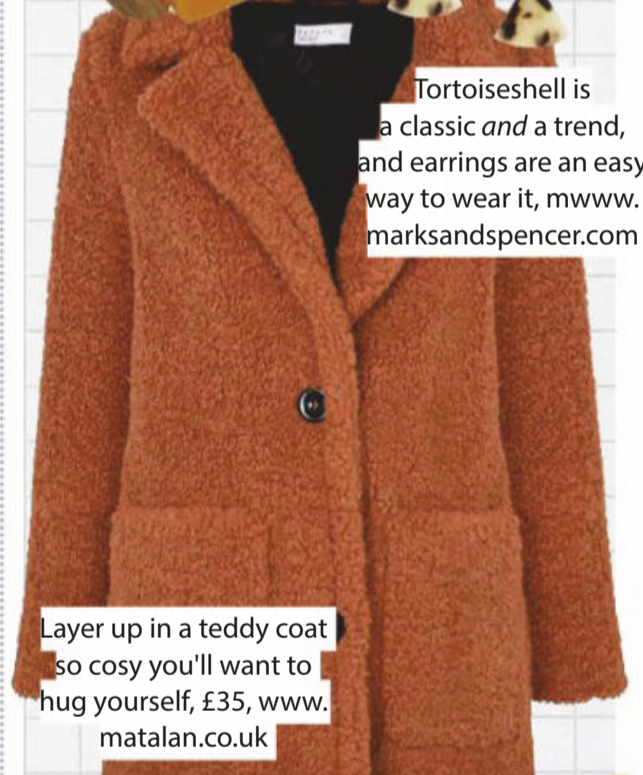 Tortoiseshell is
a classic and a trend,
and earrings are an easy
way to wear it, mwww.
marksandspencer.com
Layer up in a teddy coat
so cosy you'll want to
hug yourself, £35, www.
matalan.co.uk